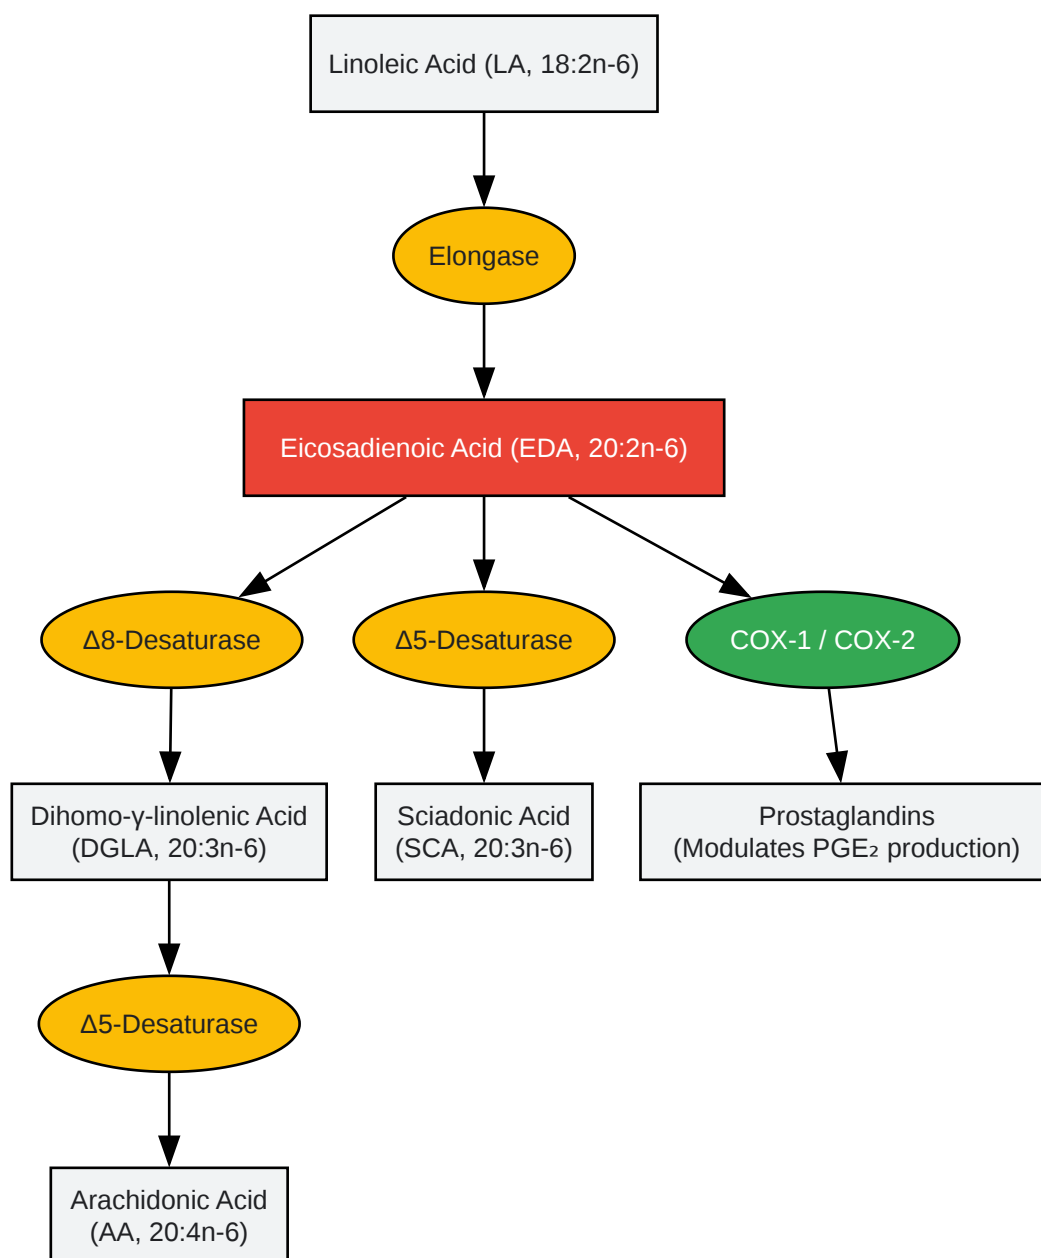 Linoleic Acid (LA, 18:2n-6)
Elongase
Eicosadienoic Acid (EDA, 20:2n-6)
Δ8-Desaturase
Δ5-Desaturase
COX-1 / COX-2
Dihomo-γ-linolenic Acid
(DGLA, 20:3n-6)
Sciadonic Acid
(SCA, 20:3n-6)
Prostaglandins
(Modulates PGE₂ production)
Δ5-Desaturase
Arachidonic Acid
(AA, 20:4n-6)